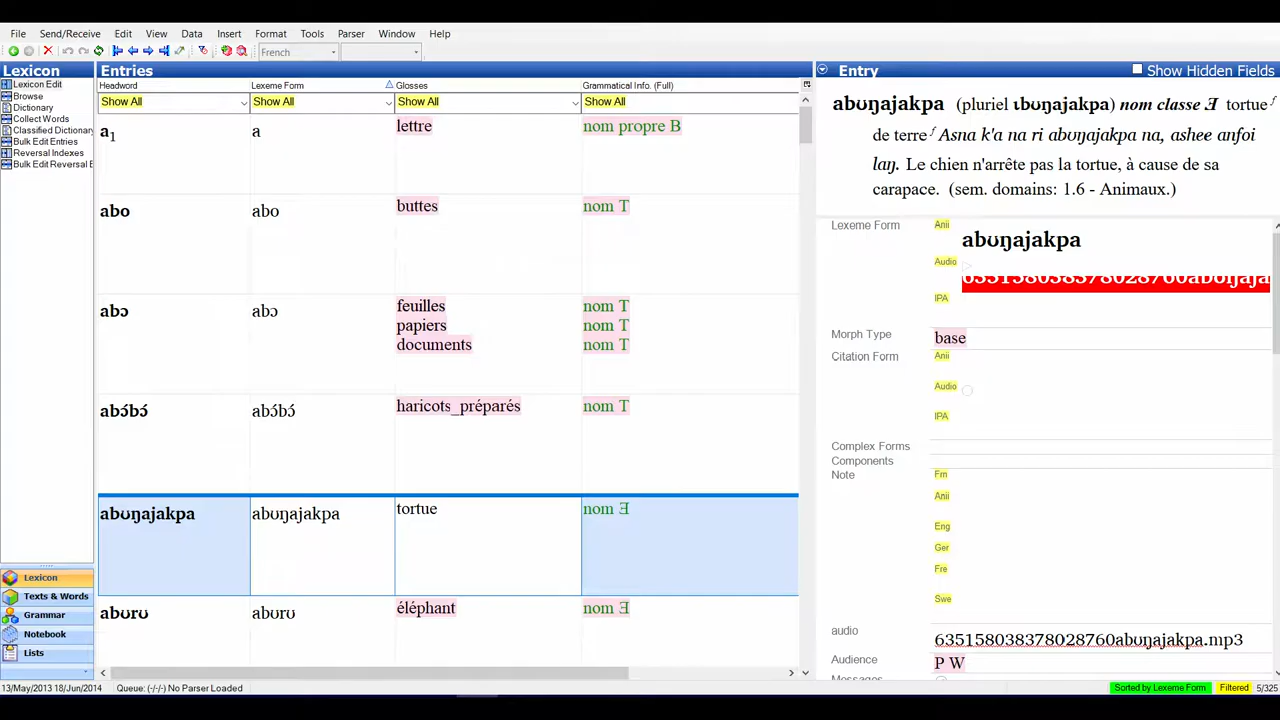 File Send/Receive Edit View Data Insert Format Tools Parser Window Help
French
Lexicon
Lexicon Edit
Browse
Dictionary
Collect Words
Classified Dictionar
Bulk Edit Entries
Reversal Indexes
Bulk Edit Reversal E
Lexicon
Texts & Words
Grammar
Notebook
Lists
Entries
Headword Lexeme Form Glosses Grammatical Info. (Full)
Show All Show All Show All Show All
a1 a lettre nom propre B
abo abo buttes nom T
abɔ abɔ feuilles nom T
papiers nom T
documents nom T
abɔ́bɔ́ abɔ́bɔ́ haricots_préparés nom T
abʊŋajakpa abʊŋajakpa tortue nom Ǝ
abʊrʊ abʊrʊ éléphant nom Ǝ
Entry Show Hidden Fields
abʊŋajakpa (pluriel ɩbʊŋajakpa) nom classe Ǝ tortue f
de terre f Asna k'a na ri abʊŋajakpa na, ashee anfoi
laŋ. Le chien n'arrête pas la tortue, à cause de sa
carapace. (sem. domains: 1.6 - Animaux.)
Lexeme Form Anii abʊŋajakpa
Audio 635158038378028760abʊŋaja
IPA
Morph Type base
Citation Form Anii
Audio
IPA
Complex Forms
Components
Note Frn
Anii
Eng
Ger
Fre
Swe
audio 635158038378028760abʊŋajakpa.mp3
Audience P W
Messages
13/May/2013 18/Jun/2014 Queue: (-/-/-) No Parser Loaded Sorted by Lexeme Form Filtered 5/325